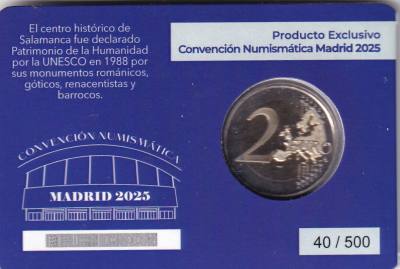 El centro histórico de
Salamanca fue declarado
Patrimonio de la Humanidad
por la UNESCO en 1988 por
sus monumentos románicos,
góticos, renacentistas y
barrocos.
Producto Exclusivo
Convención Numismática Madrid 2025
CONVENCIÓN NUMISMÁTICA
MADRID 2025
2 EURO
40 / 500